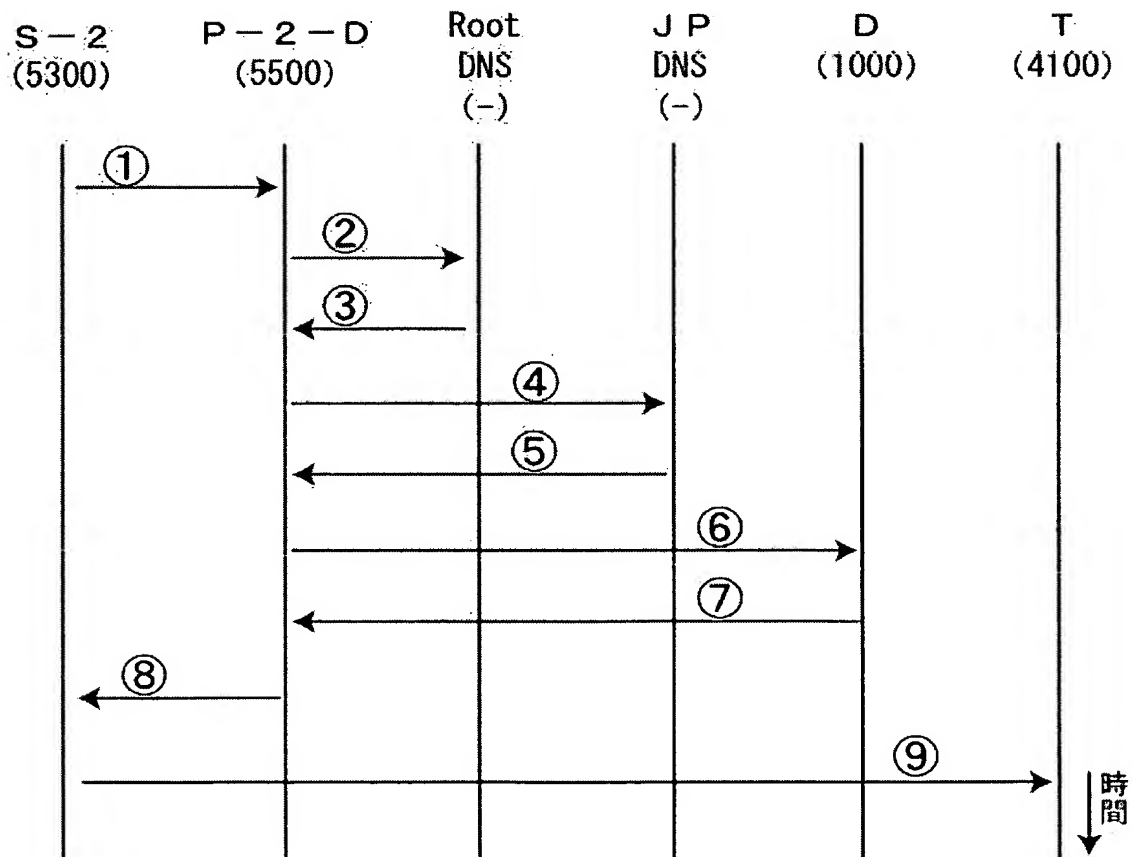 S－2
(5300)
P－2－D
(5500)
Root
DNS
(-)
JP
DNS
(-)
D
(1000)
T
(4100)
①
②
③
④
⑤
⑥
⑦
⑧
⑨
時間